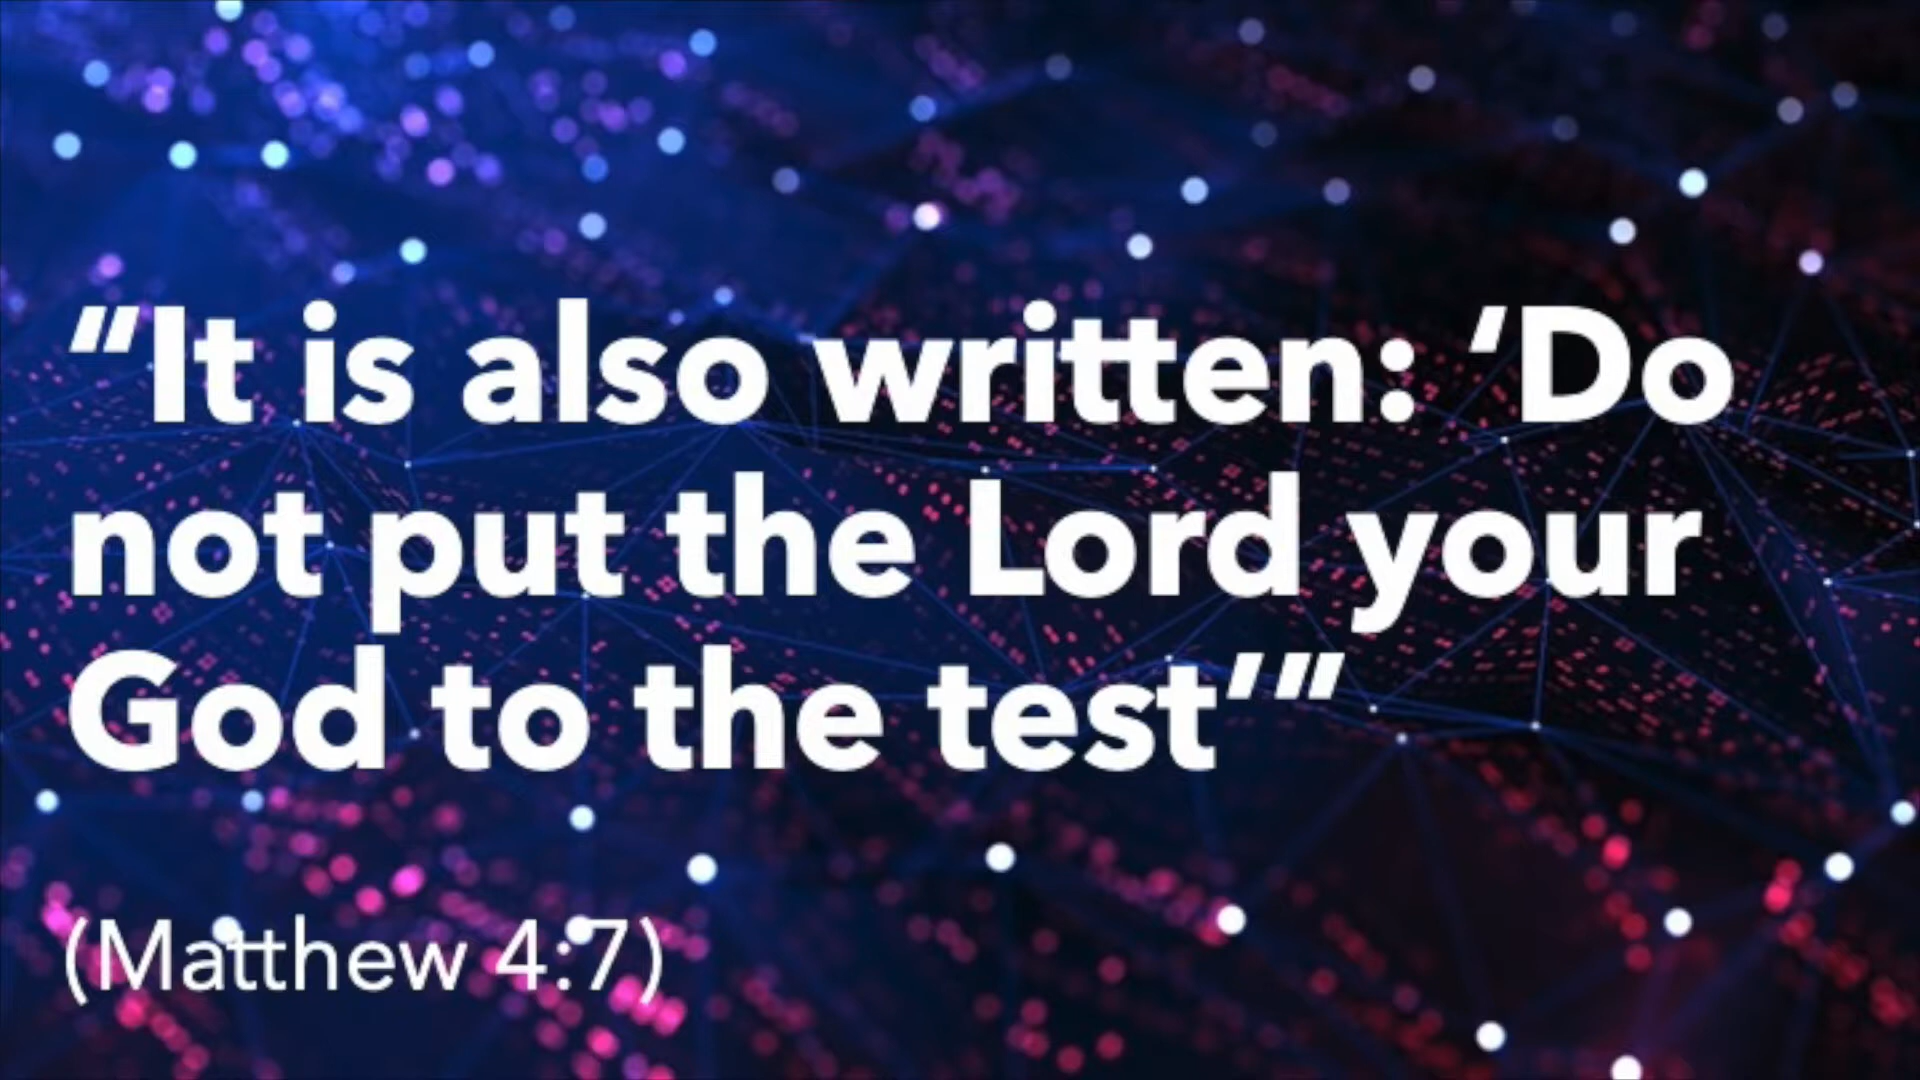 “It is also written: ‘Do
not put the Lord your
God to the test’”
(Matthew 4:7)